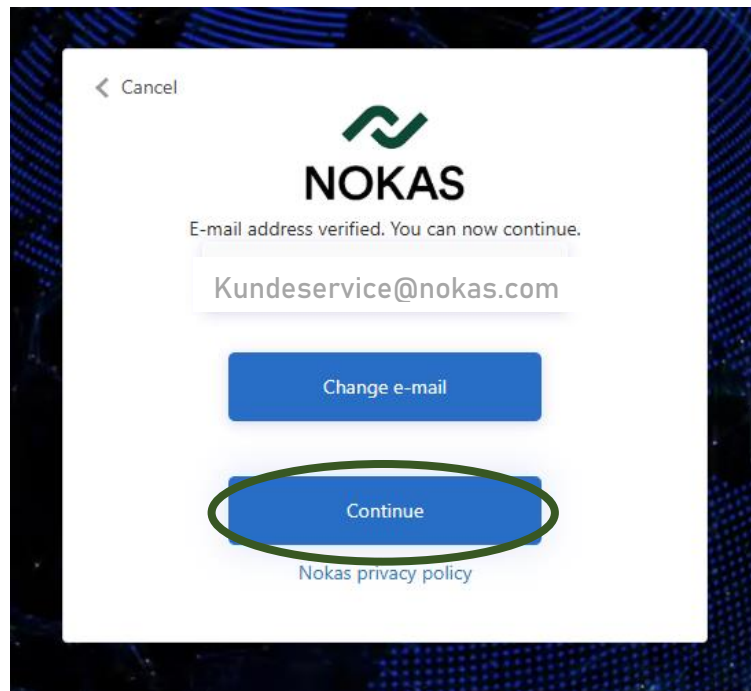 Cancel
NOKAS
E-mail address verified. You can now continue.
Kundeservice@nokas.com
Change e-mail
Continue
Nokas privacy policy